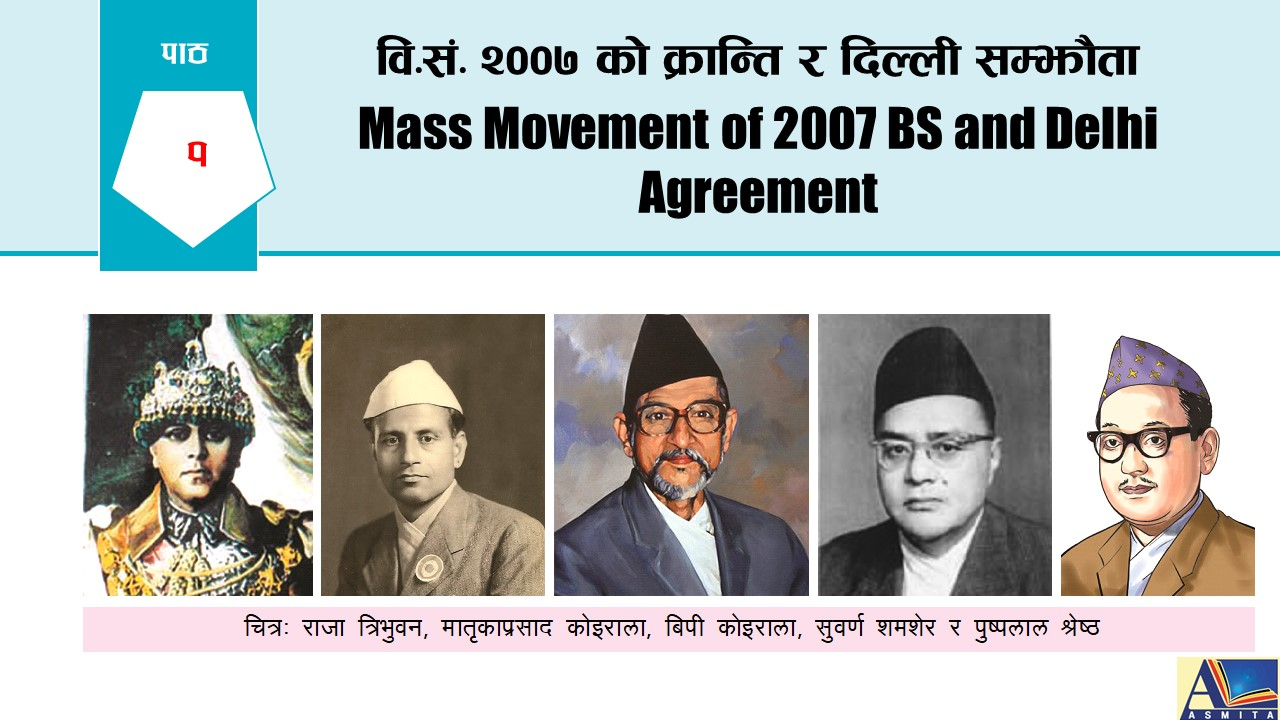 पाठ
५
वि.सं. २००७ को क्रान्ति र दिल्ली सम्झौता
Mass Movement of 2007 BS and Delhi
Agreement
चित्रः राजा त्रिभुवन, मातृकाप्रसाद कोइराला, बिपी कोइराला, सुवर्ण शमशेर र पुष्पलाल श्रेष्ठ
ASMITA